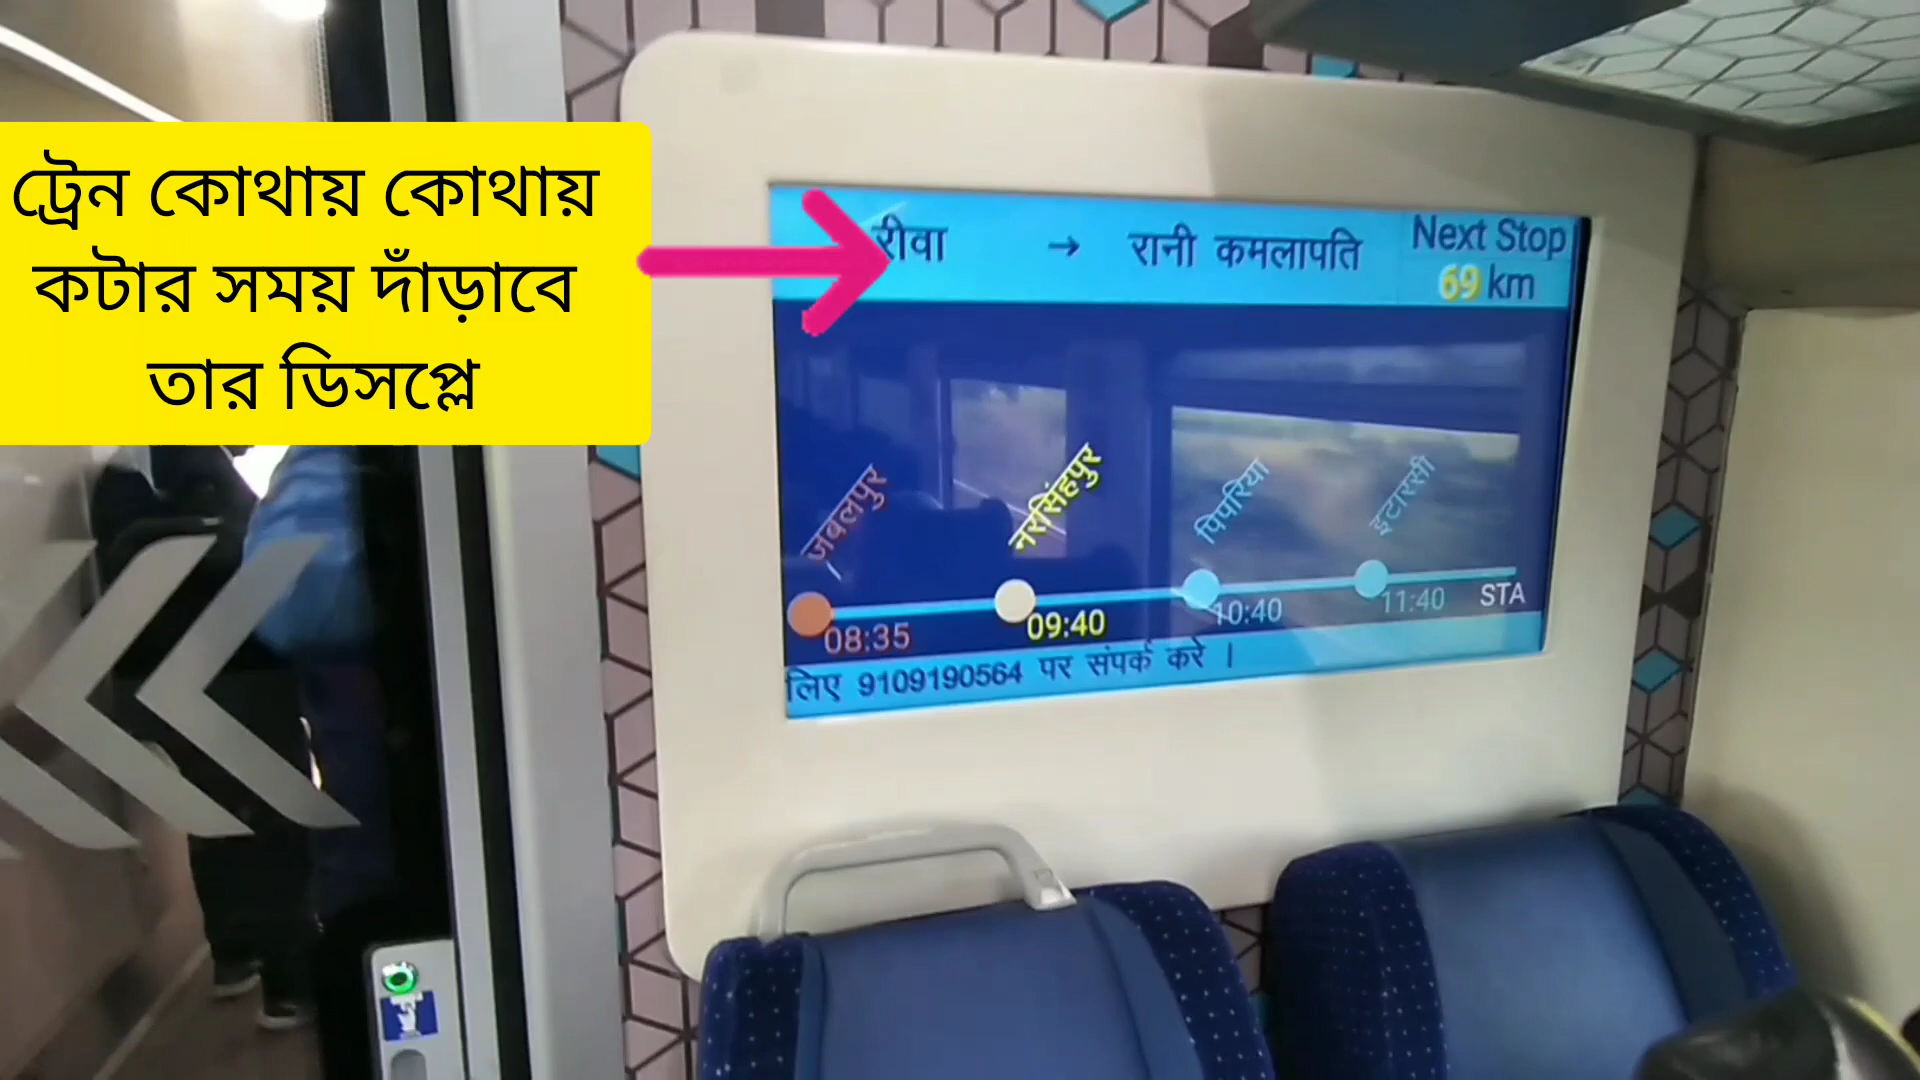 ট্রেন কোথায় কোথায়
কটার সময় দাঁড়াবে
তার ডিসপ্লে
रीवा → रानी कमलापति
Next Stop
69 km
जबलपुर
नरसिंहपुर
पिपरिया
इटारसी
08:35
09:40
10:40
11:40
STA
लिए 9109190564 पर संपर्क करे ।